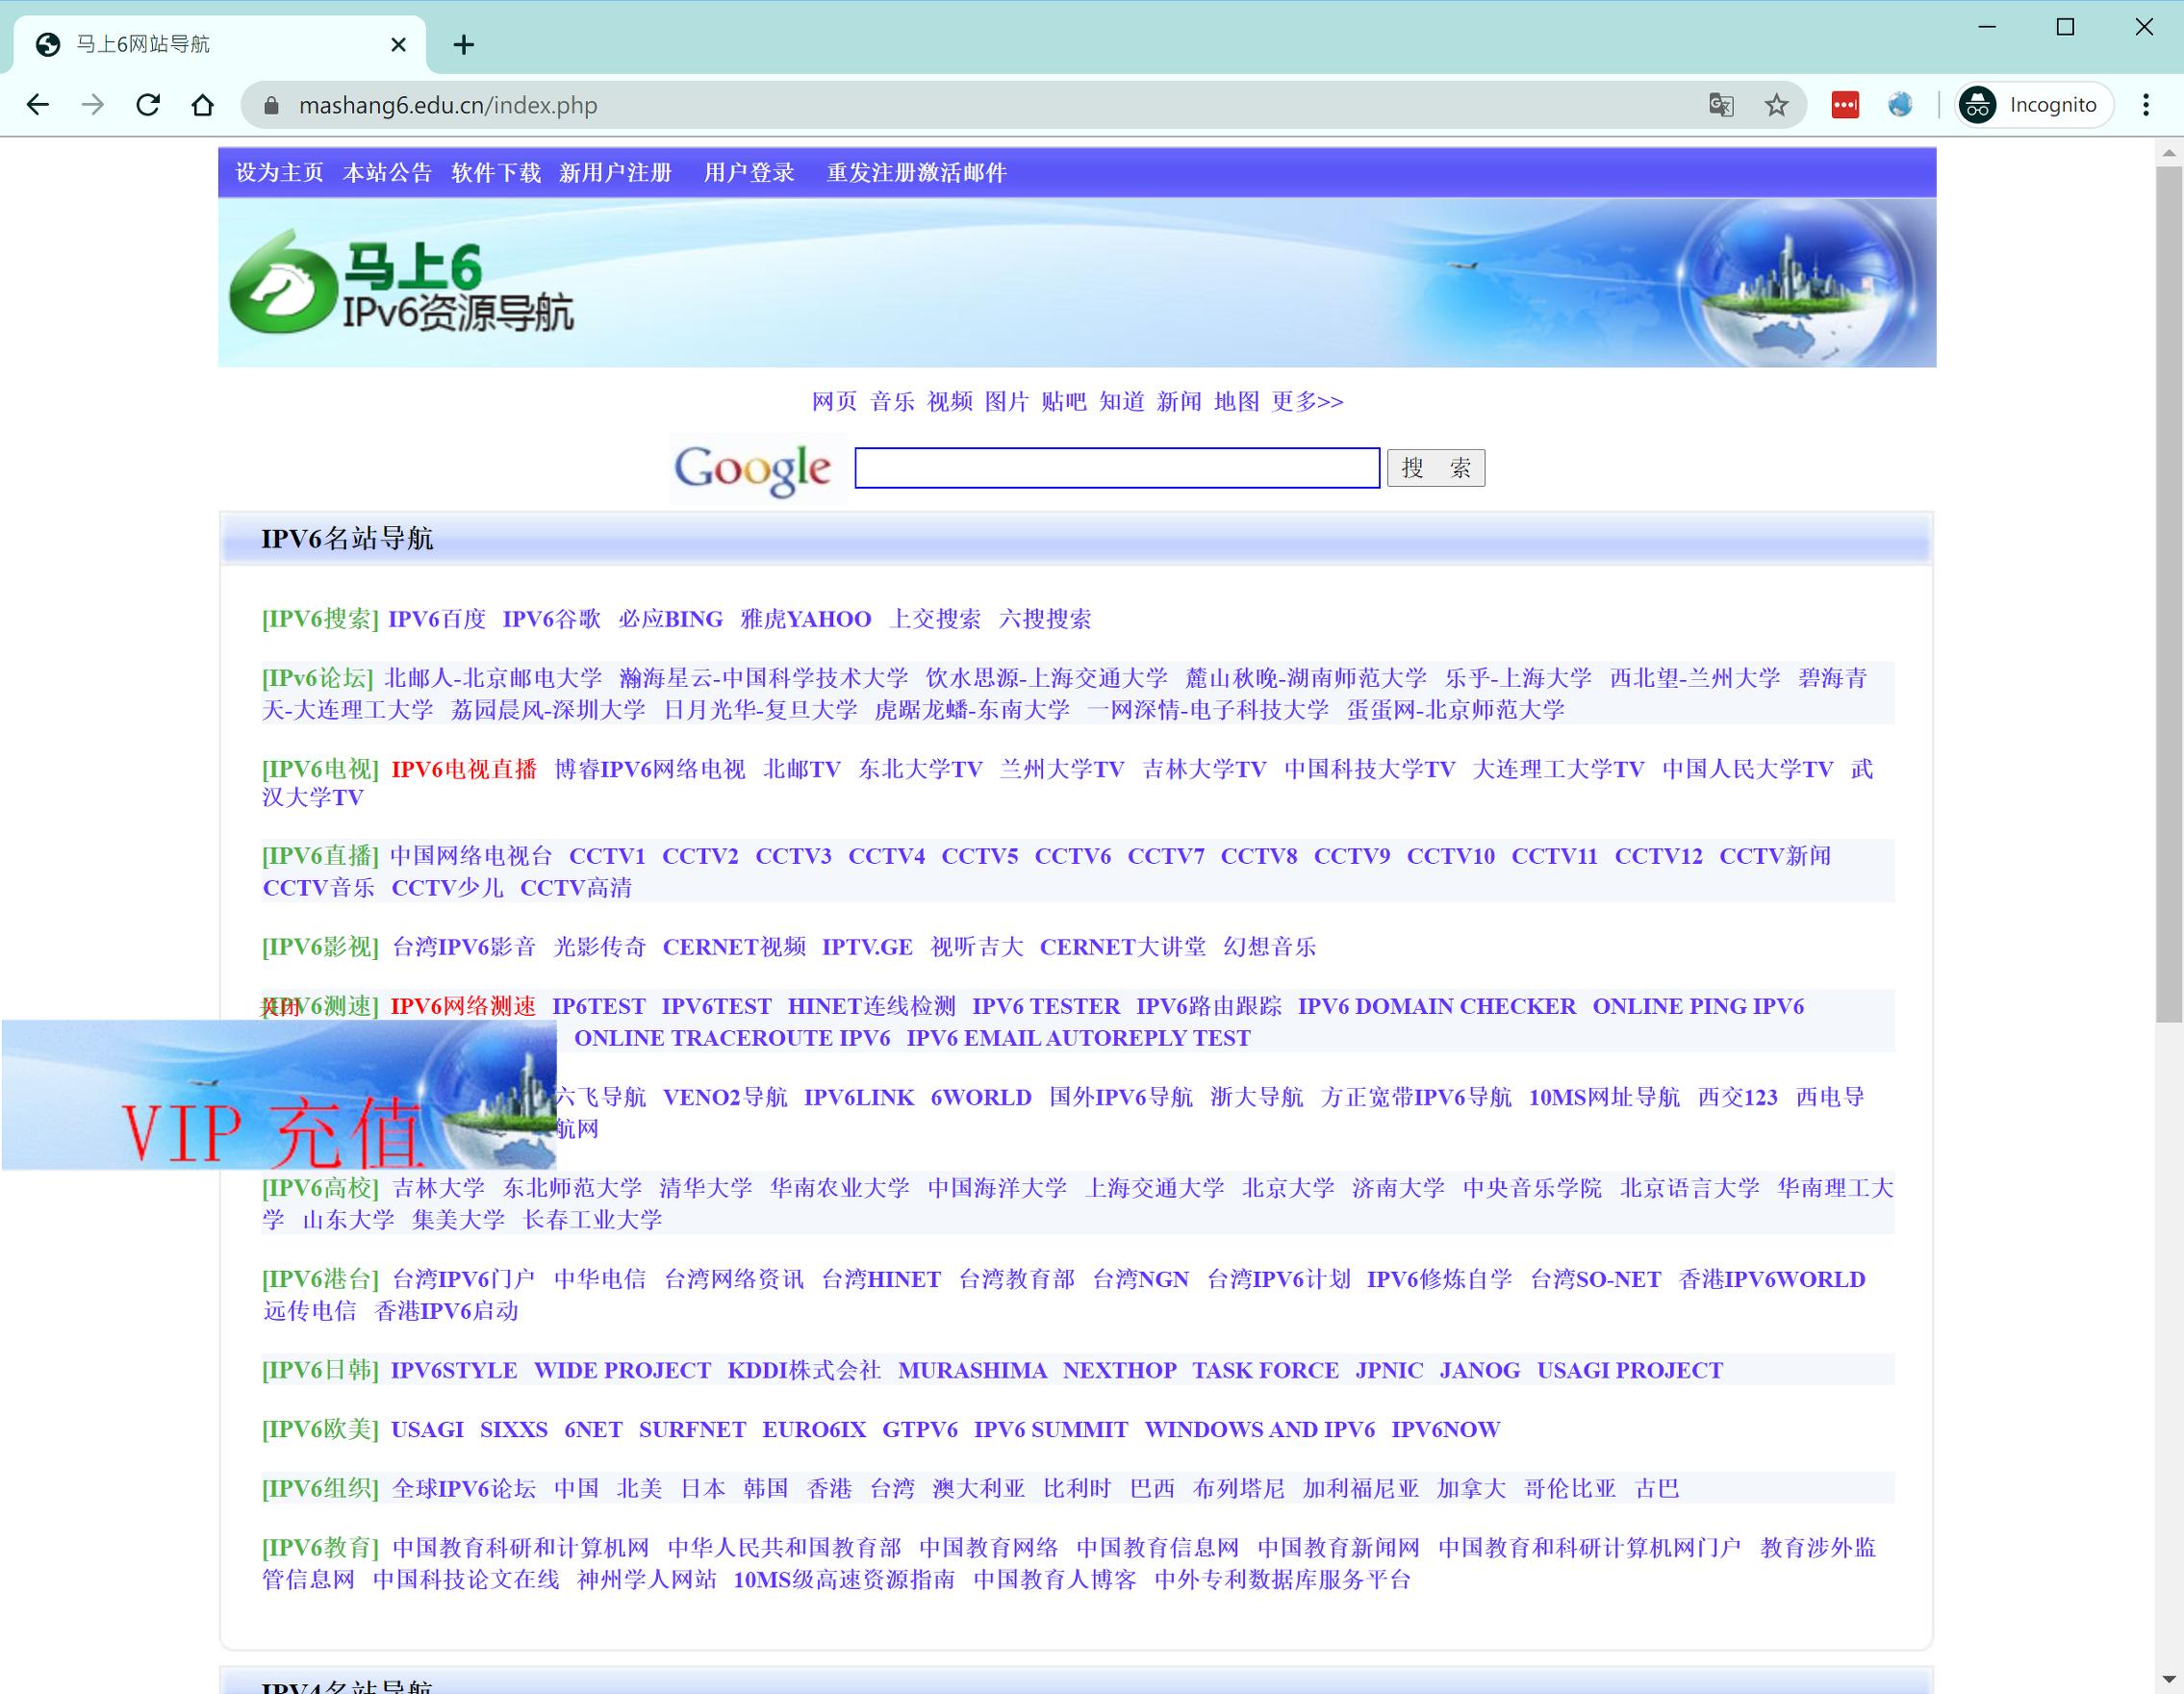 马上6网站导航
mashang6.edu.cn/index.php
Incognito
设为主页 本站公告 软件下载 新用户注册 用户登录 重发注册激活邮件
马上6
IPv6资源导航
网页 音乐 视频 图片 贴吧 知道 新闻 地图 更多>>
Google 搜 索
IPV6名站导航
[IPV6搜索] IPV6百度 IPV6谷歌 必应BING 雅虎YAHOO 上交搜索 六搜搜索
[IPv6论坛] 北邮人-北京邮电大学 瀚海星云-中国科学技术大学 饮水思源-上海交通大学 麓山秋晚-湖南师范大学 乐乎-上海大学 西北望-兰州大学 碧海青
天-大连理工大学 荔园晨风-深圳大学 日月光华-复旦大学 虎踞龙蟠-东南大学 一网深情-电子科技大学 蛋蛋网-北京师范大学
[IPV6电视] IPV6电视直播 博睿IPV6网络电视 北邮TV 东北大学TV 兰州大学TV 吉林大学TV 中国科技大学TV 大连理工大学TV 中国人民大学TV 武
汉大学TV
[IPV6直播] 中国网络电视台 CCTV1 CCTV2 CCTV3 CCTV4 CCTV5 CCTV6 CCTV7 CCTV8 CCTV9 CCTV10 CCTV11 CCTV12 CCTV新闻
CCTV音乐 CCTV少儿 CCTV高清
[IPV6影视] 台湾IPV6影音 光影传奇 CERNET视频 IPTV.GE 视听吉大 CERNET大讲堂 幻想音乐
关闭
[IPV6测速] IPV6网络测速 IP6TEST IPV6TEST HINET连线检测 IPV6 TESTER IPV6路由跟踪 IPV6 DOMAIN CHECKER ONLINE PING IPV6
ONLINE TRACEROUTE IPV6 IPV6 EMAIL AUTOREPLY TEST
六飞导航 VENO2导航 IPV6LINK 6WORLD 国外IPV6导航 浙大导航 方正宽带IPV6导航 10MS网址导航 西交123 西电导
航网
VIP 充值
[IPV6高校] 吉林大学 东北师范大学 清华大学 华南农业大学 中国海洋大学 上海交通大学 北京大学 济南大学 中央音乐学院 北京语言大学 华南理工大
学 山东大学 集美大学 长春工业大学
[IPV6港台] 台湾IPV6门户 中华电信 台湾网络资讯 台湾HINET 台湾教育部 台湾NGN 台湾IPV6计划 IPV6修炼自学 台湾SO-NET 香港IPV6WORLD
远传电信 香港IPV6启动
[IPV6日韩] IPV6STYLE WIDE PROJECT KDDI株式会社 MURASHIMA NEXTHOP TASK FORCE JPNIC JANOG USAGI PROJECT
[IPV6欧美] USAGI SIXXS 6NET SURFNET EURO6IX GTPV6 IPV6 SUMMIT WINDOWS AND IPV6 IPV6NOW
[IPV6组织] 全球IPV6论坛 中国 北美 日本 韩国 香港 台湾 澳大利亚 比利时 巴西 布列塔尼 加利福尼亚 加拿大 哥伦比亚 古巴
[IPV6教育] 中国教育科研和计算机网 中华人民共和国教育部 中国教育网络 中国教育信息网 中国教育新闻网 中国教育和科研计算机网门户 教育涉外监
管信息网 中国科技论文在线 神州学人网站 10MS级高速资源指南 中国教育人博客 中外专利数据库服务平台
IPV4名站导航